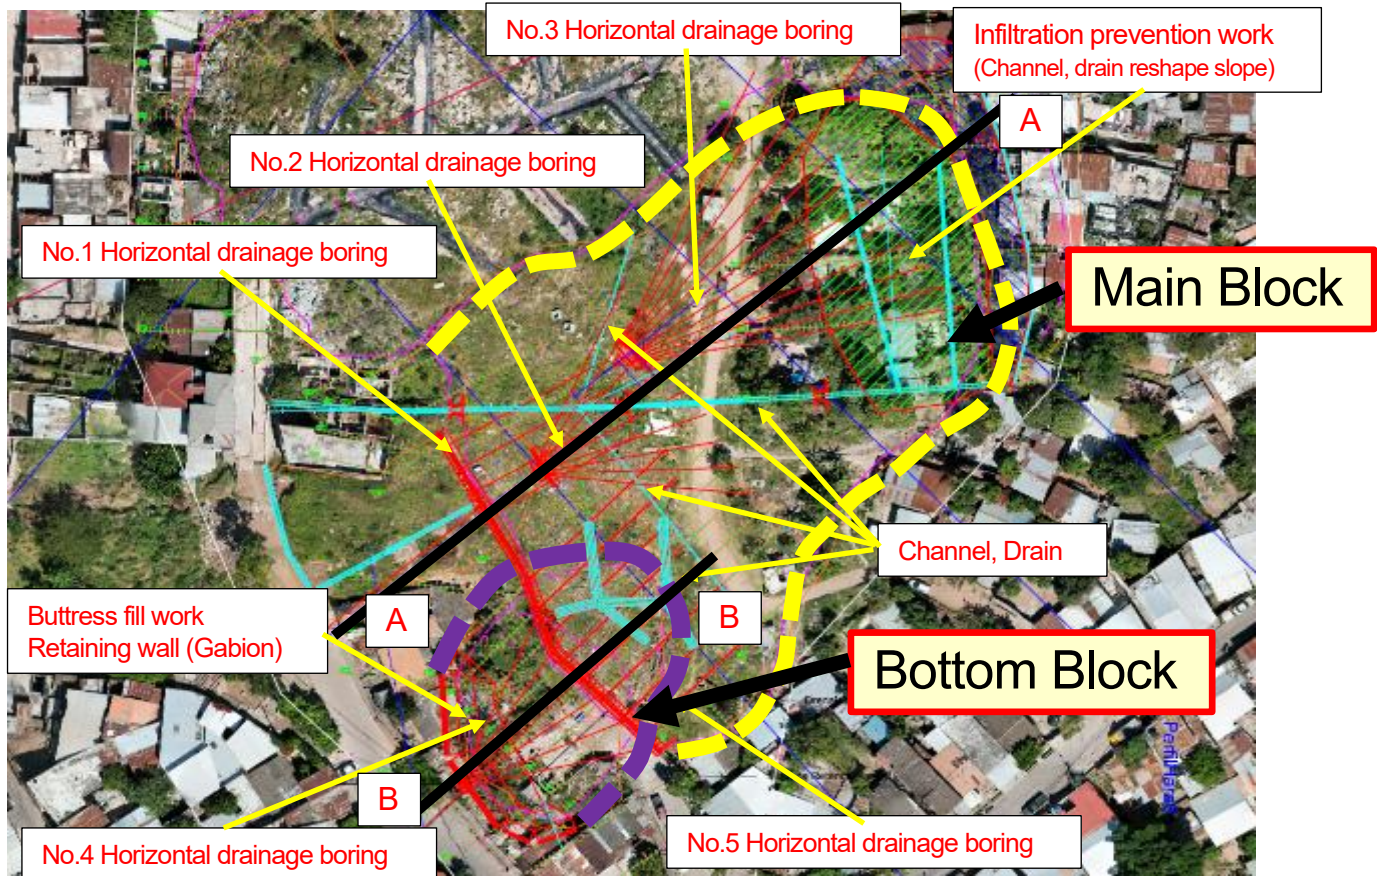 No.3 Horizontal drainage boring
Infiltration prevention work
(Channel, drain reshape slope)
A
No.2 Horizontal drainage boring
No.1 Horizontal drainage boring
Main Block
Channel, Drain
Buttress fill work
Retaining wall (Gabion)
A
B
Bottom Block
B
No.4 Horizontal drainage boring
No.5 Horizontal drainage boring